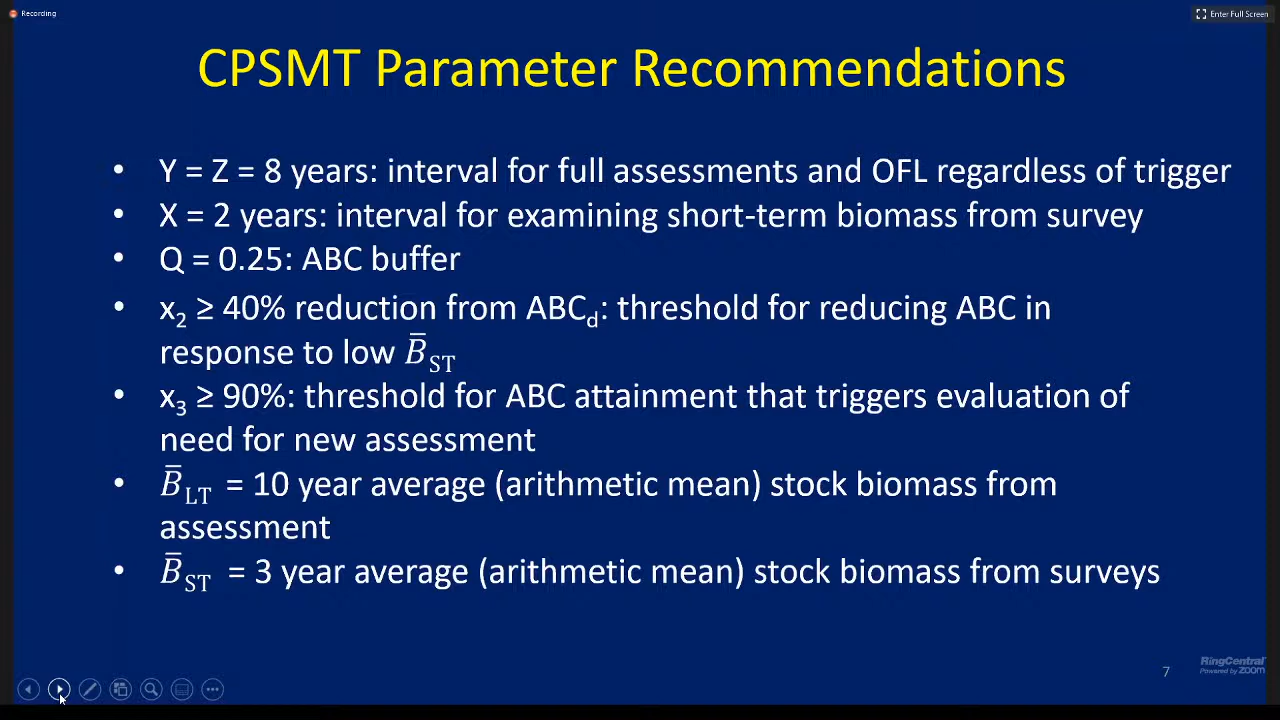 Recording
Enter Full Screen
CPSMT Parameter Recommendations
• Y = Z = 8 years: interval for full assessments and OFL regardless of trigger
• X = 2 years: interval for examining short-term biomass from survey
• Q = 0.25: ABC buffer
• x₂ ≥ 40% reduction from ABC_d: threshold for reducing ABC in
response to low B̅_ST
• x₃ ≥ 90%: threshold for ABC attainment that triggers evaluation of
need for new assessment
• B̅_LT = 10 year average (arithmetic mean) stock biomass from
assessment
• B̅_ST = 3 year average (arithmetic mean) stock biomass from surveys
RingCentral
Powered by zoom
7